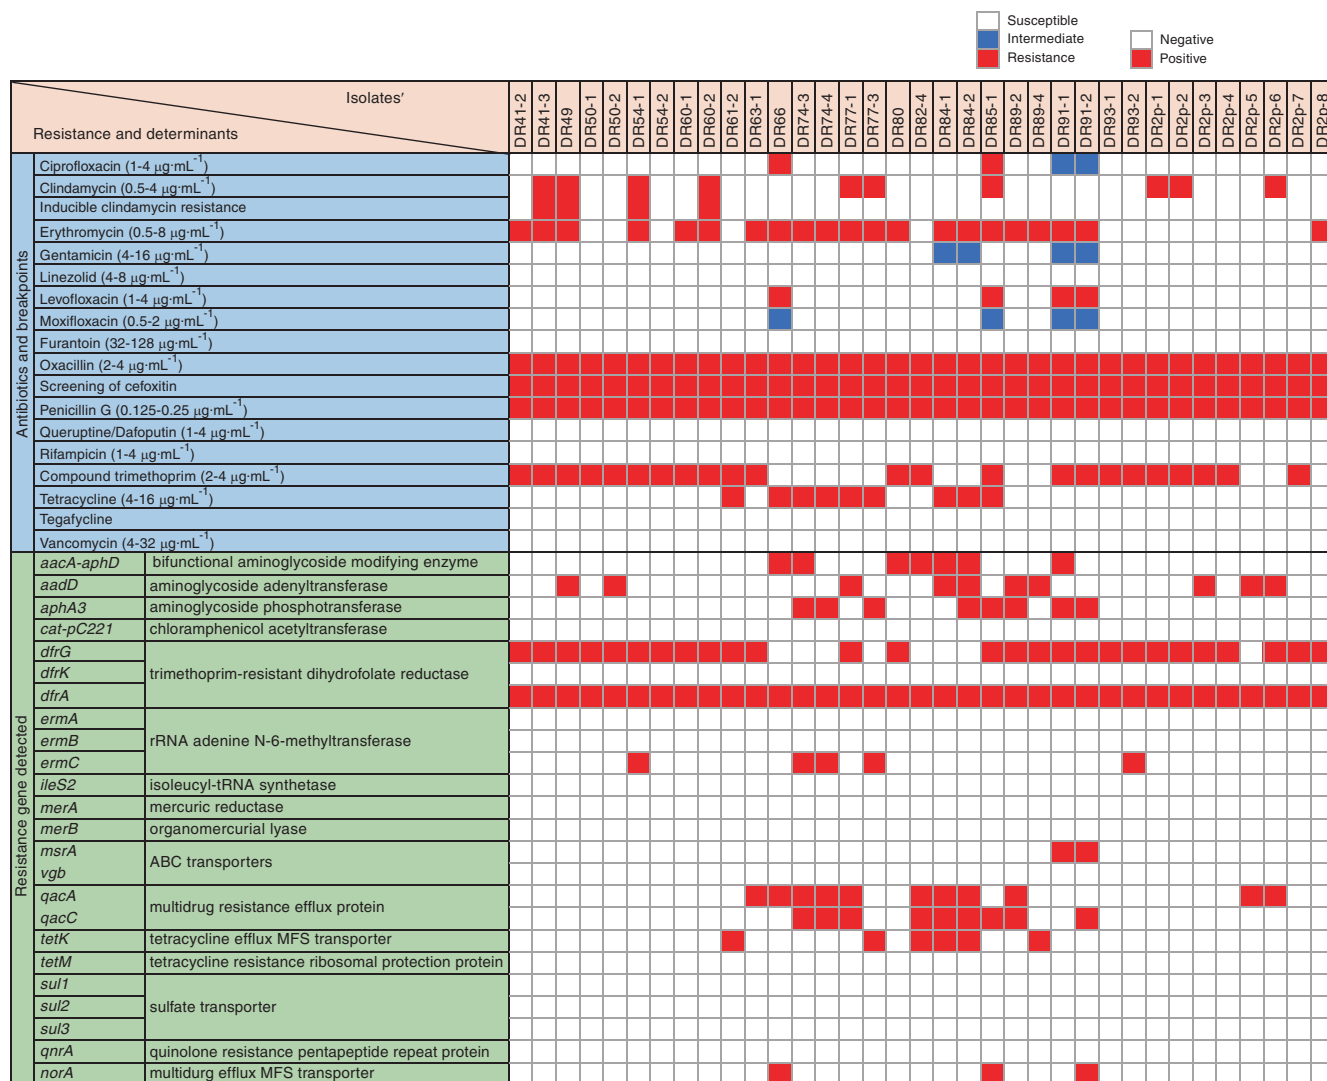 Susceptible
Intermediate
Resistance
Negative
Positive
Isolates'
Resistance and determinants
DR41-2
DR41-3
DR49
DR50-1
DR50-2
DR54-1
DR54-2
DR60-1
DR60-2
DR61-2
DR63-1
DR66
DR74-3
DR74-4
DR77-1
DR77-3
DR80
DR82-4
DR84-1
DR84-2
DR85-1
DR89-2
DR89-4
DR91-1
DR91-2
DR93-1
DR93-2
DR2p-1
DR2p-2
DR2p-3
DR2p-4
DR2p-5
DR2p-6
DR2p-7
DR2p-8
Antibiotics and breakpoints
Ciprofloxacin (1-4 μg·mL⁻¹)
Clindamycin (0.5-4 μg·mL⁻¹)
Inducible clindamycin resistance
Erythromycin (0.5-8 μg·mL⁻¹)
Gentamicin (4-16 μg·mL⁻¹)
Linezolid (4-8 μg·mL⁻¹)
Levofloxacin (1-4 μg·mL⁻¹)
Moxifloxacin (0.5-2 μg·mL⁻¹)
Furantoin (32-128 μg·mL⁻¹)
Oxacillin (2-4 μg·mL⁻¹)
Screening of cefoxitin
Penicillin G (0.125-0.25 μg·mL⁻¹)
Queruptine/Dafoputin (1-4 μg·mL⁻¹)
Rifampicin (1-4 μg·mL⁻¹)
Compound trimethoprim (2-4 μg·mL⁻¹)
Tetracycline (4-16 μg·mL⁻¹)
Tegafycline
Vancomycin (4-32 μg·mL⁻¹)
Resistance gene detected
aacA-aphD bifunctional aminoglycoside modifying enzyme
aadD aminoglycoside adenyltransferase
aphA3 aminoglycoside phosphotransferase
cat-pC221 chloramphenicol acetyltransferase
dfrG
dfrK trimethoprim-resistant dihydrofolate reductase
dfrA
ermA
ermB rRNA adenine N-6-methyltransferase
ermC
ileS2 isoleucyl-tRNA synthetase
merA mercuric reductase
merB organomercurial lyase
msrA
ABC transporters
vgb
qacA
multidrug resistance efflux protein
qacC
tetK tetracycline efflux MFS transporter
tetM tetracycline resistance ribosomal protection protein
sul1
sul2 sulfate transporter
sul3
qnrA quinolone resistance pentapeptide repeat protein
norA multidurg efflux MFS transporter